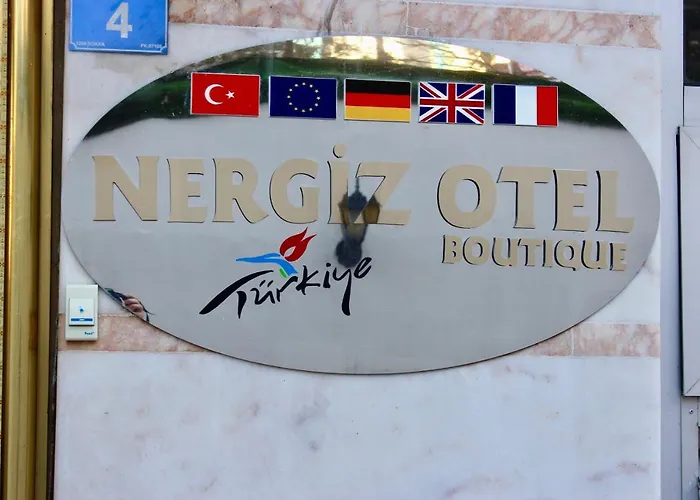 4
NERGİZ OTEL
BOUTIQUE
Türkiye